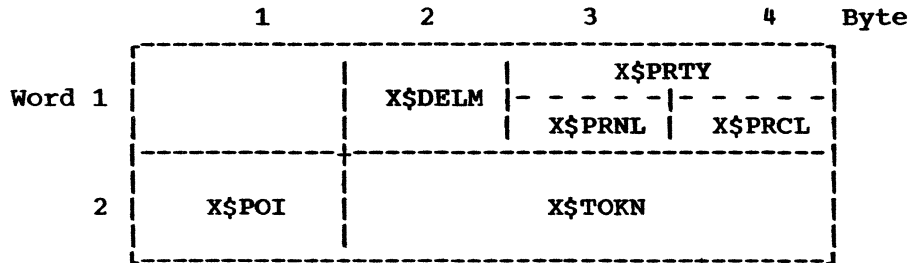 1 2 3 4 Byte
X$PRTY
Word 1 X$DELM
X$PRNL X$PRCL
2 X$POI X$TOKN